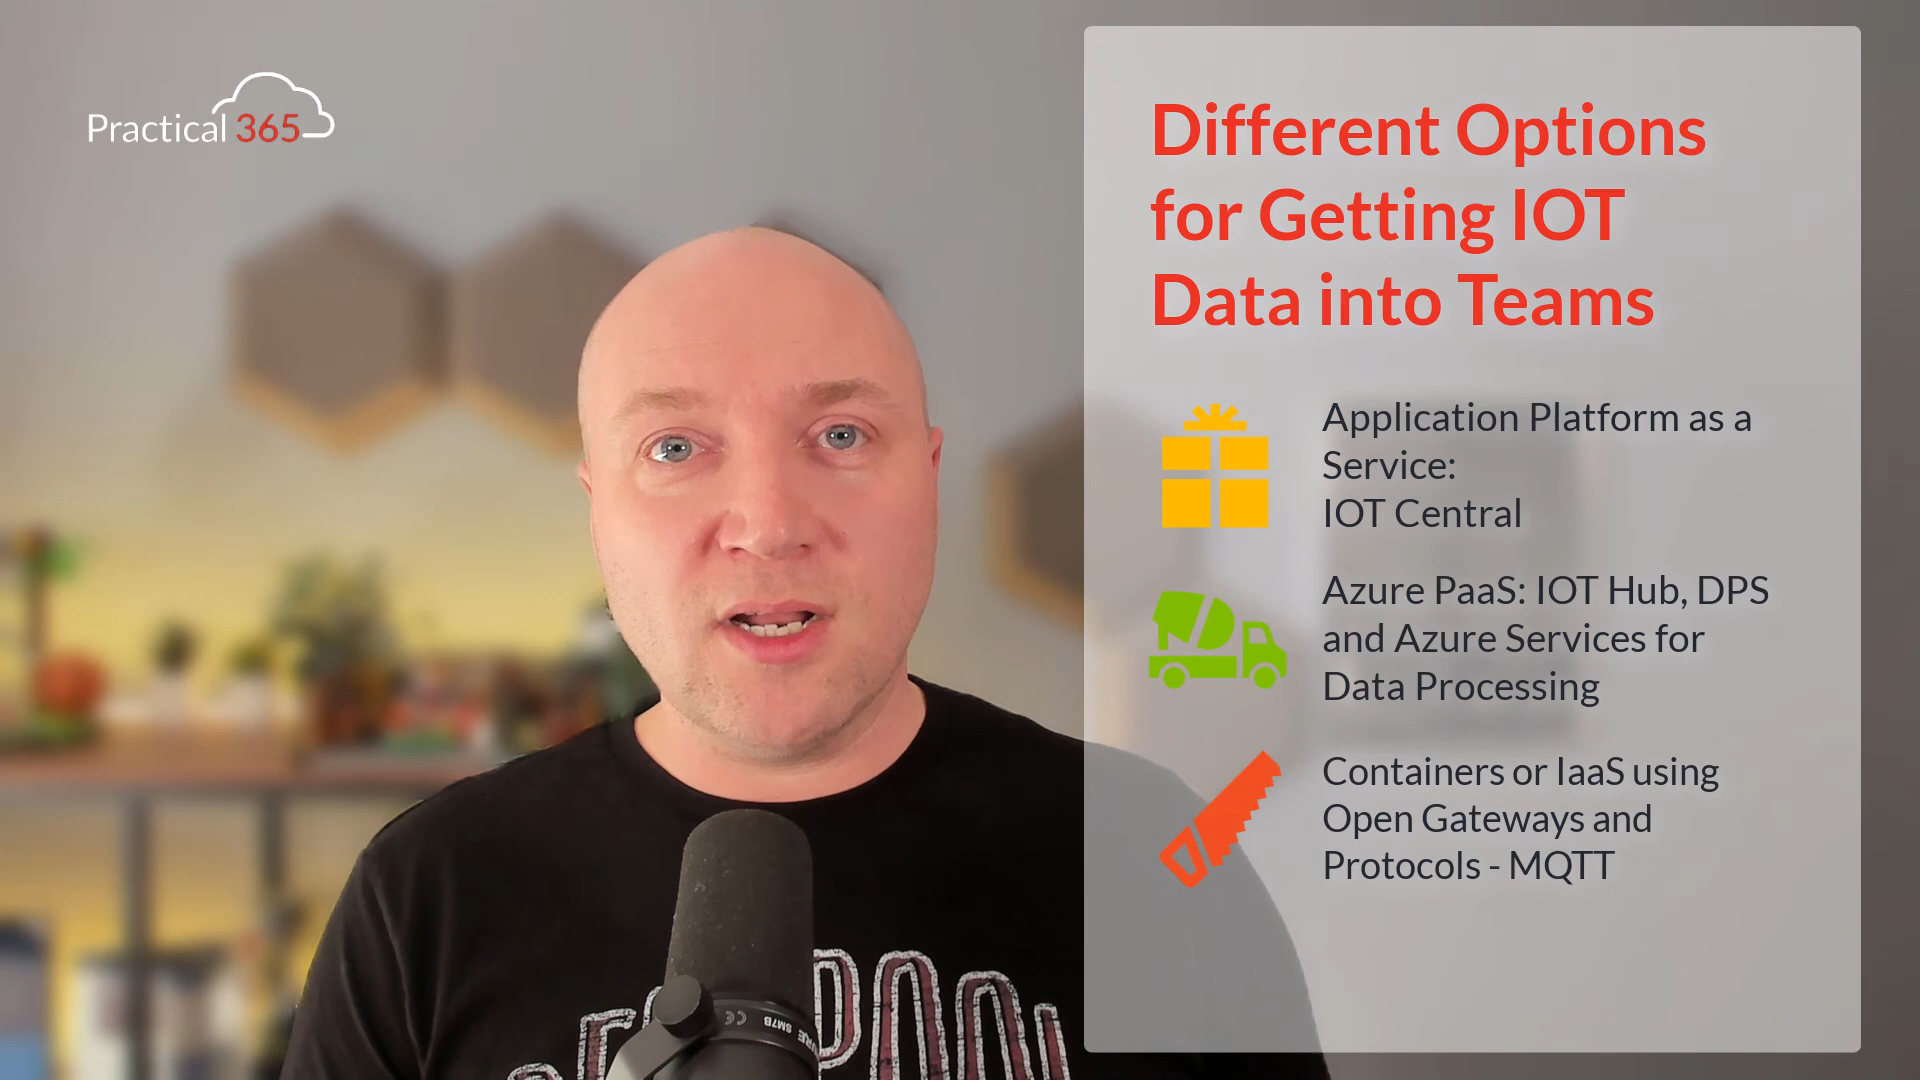 Practical 365
Different Options
for Getting IOT
Data into Teams
Application Platform as a
Service:
IOT Central
Azure PaaS: IOT Hub, DPS
and Azure Services for
Data Processing
Containers or IaaS using
Open Gateways and
Protocols - MQTT
SM7B